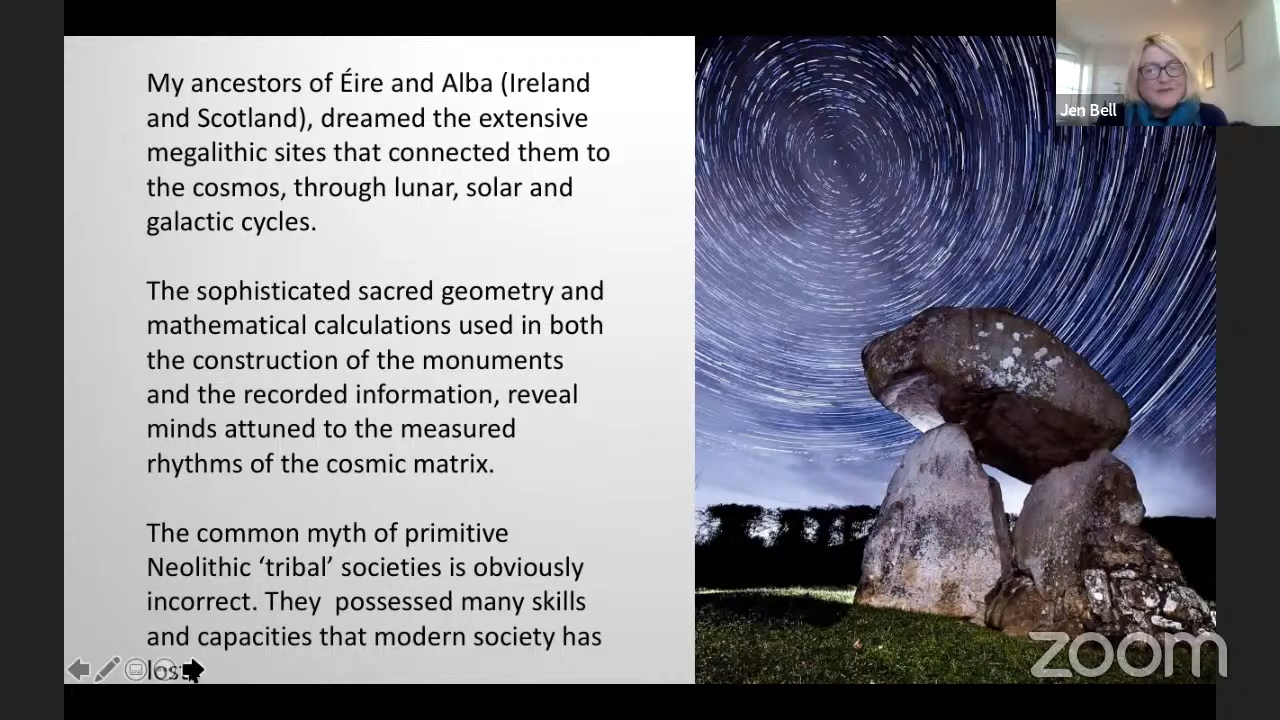 My ancestors of Éire and Alba (Ireland
and Scotland), dreamed the extensive
megalithic sites that connected them to
the cosmos, through lunar, solar and
galactic cycles.
The sophisticated sacred geometry and
mathematical calculations used in both
the construction of the monuments
and the recorded information, reveal
minds attuned to the measured
rhythms of the cosmic matrix.
The common myth of primitive
Neolithic ‘tribal’ societies is obviously
incorrect. They  possessed many skills
and capacities that modern society has
lost.
Jen Bell
zoom